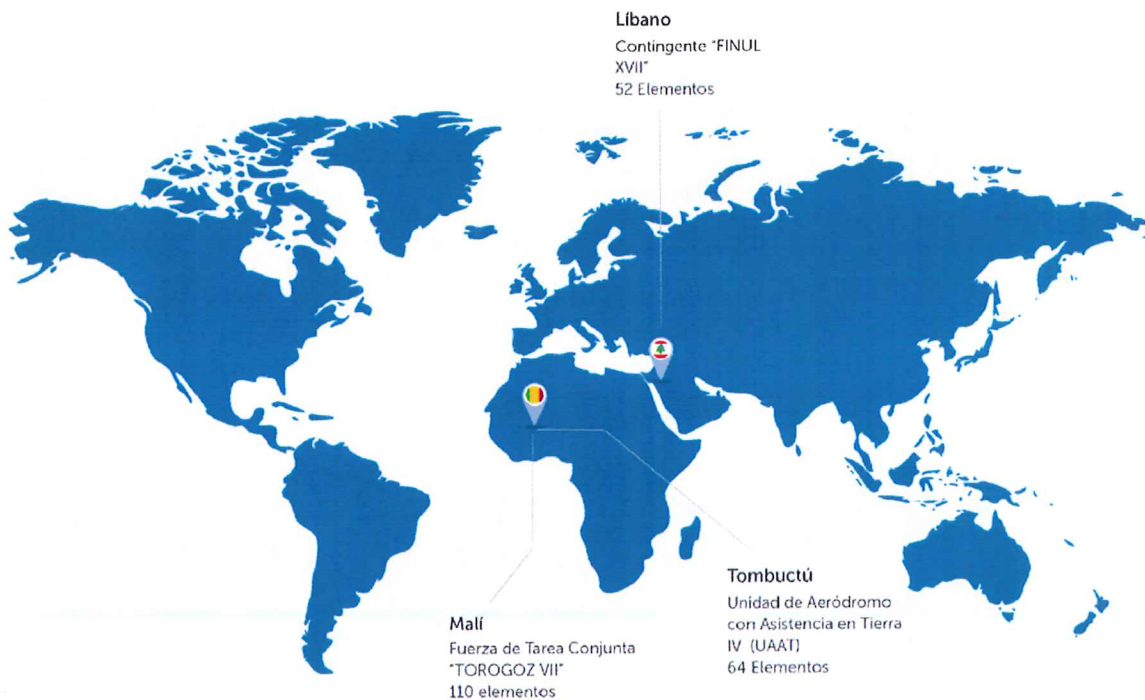 Líbano
Contingente "FINUL
XVII"
52 Elementos
Malí
Fuerza de Tarea Conjunta
"TOROGOZ VII"
110 elementos
Tombuctú
Unidad de Aeródromo
con Asistencia en Tierra
IV (UAAT)
64 Elementos